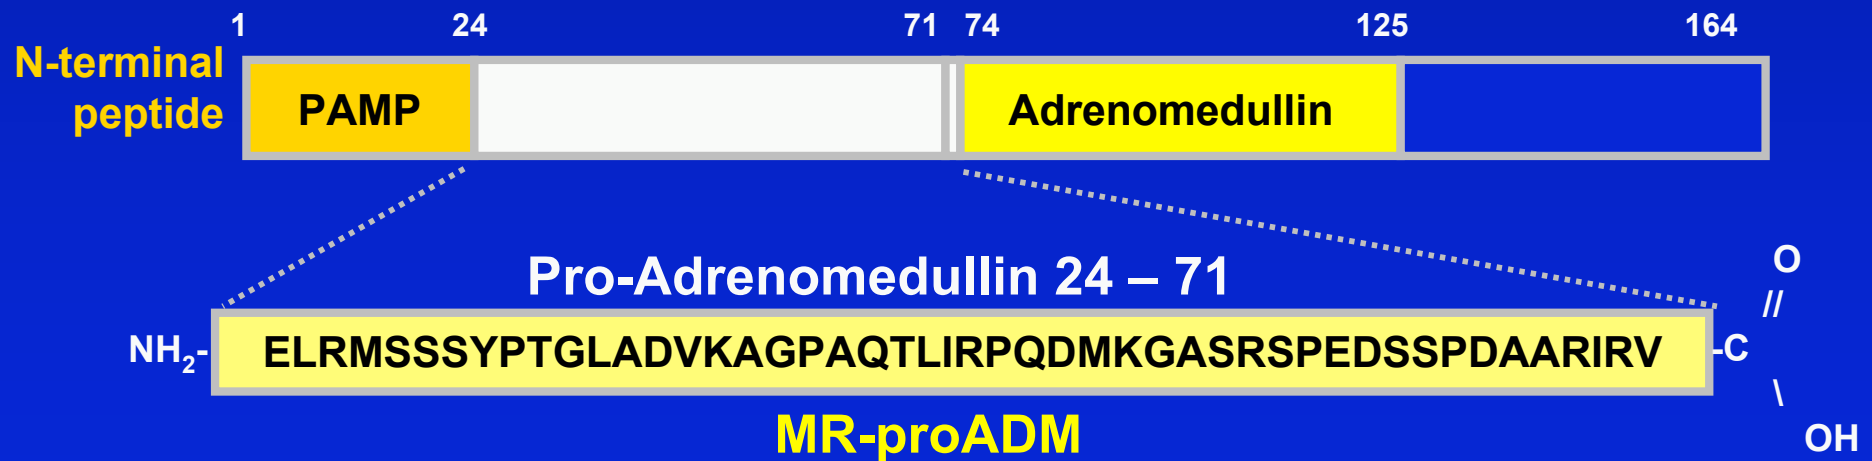 1 24 71 74 125 164
N-terminal
peptide
PAMP
Adrenomedullin
Pro-Adrenomedullin 24 – 71
NH2-
ELRMSSSYPTGLADVKAGPAQTLIRPQDMKGASRSPEDSSPDAARIRV
O
//
-C
\
OH
MR-proADM